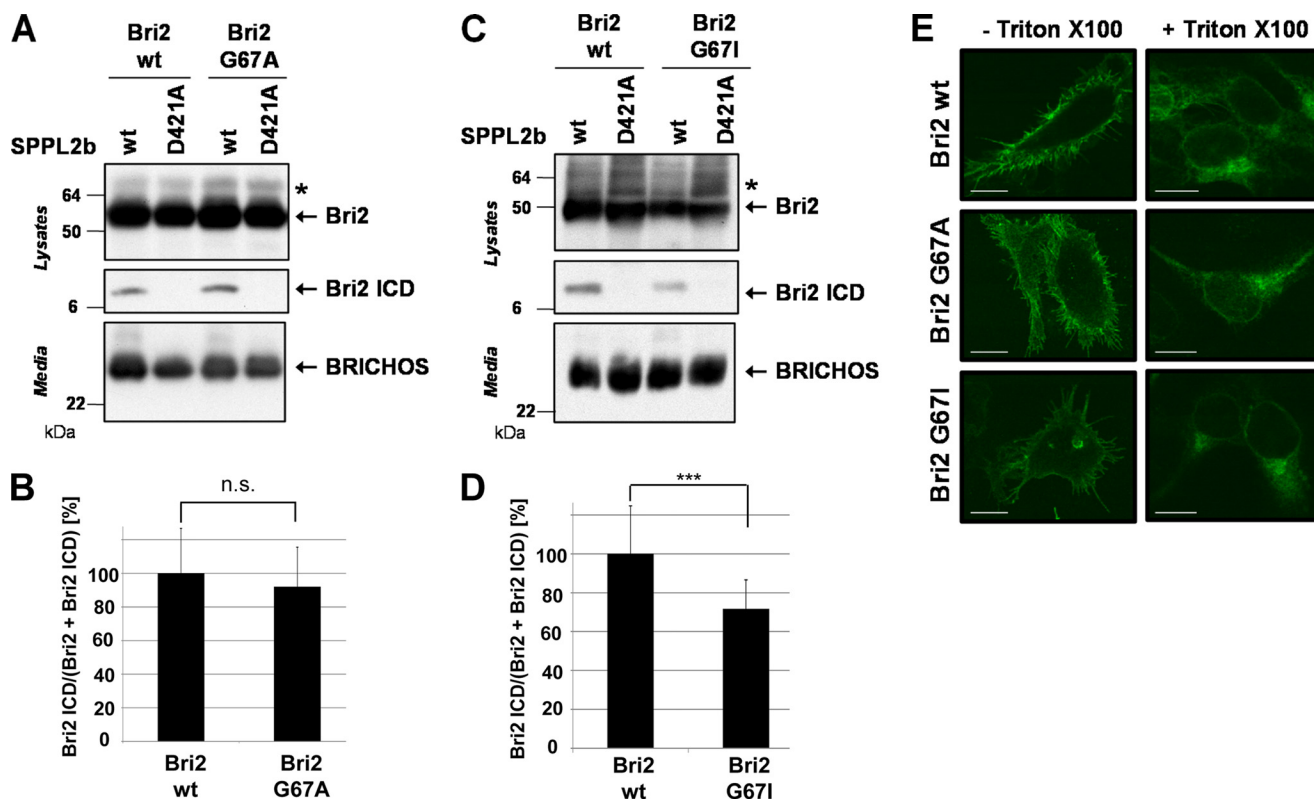 A
Bri2 wt
Bri2 G67A
SPPL2b
wt
D421A
wt
D421A
Lysates
64
50
*
← Bri2
6
← Bri2 ICD
Media
22
← BRICHOS
kDa
B
n.s.
Bri2 ICD/(Bri2 + Bri2 ICD) [%]
100
80
60
40
20
0
Bri2 wt
Bri2 G67A
C
Bri2 wt
Bri2 G67I
SPPL2b
wt
D421A
wt
D421A
Lysates
64
50
*
← Bri2
6
← Bri2 ICD
Media
22
← BRICHOS
kDa
D
***
Bri2 ICD/(Bri2 + Bri2 ICD) [%]
100
80
60
40
20
0
Bri2 wt
Bri2 G67I
E
- Triton X100
+ Triton X100
Bri2 wt
Bri2 G67A
Bri2 G67I